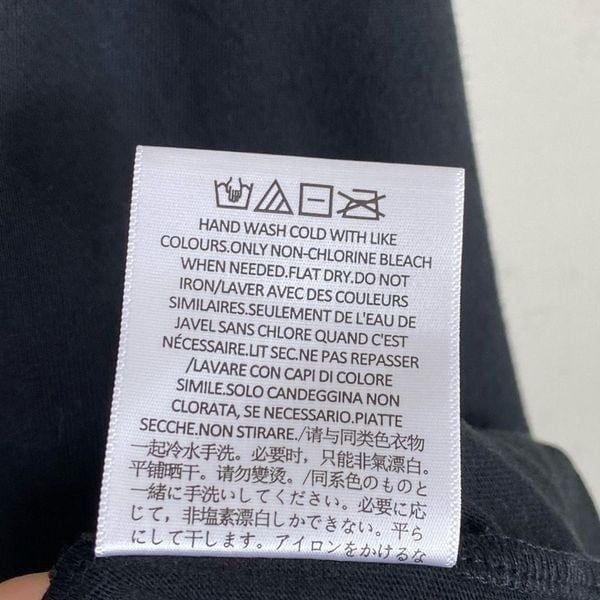 HAND WASH COLD WITH LIKE
COLOURS.ONLY NON-CHLORINE BLEACH
WHEN NEEDED.FLAT DRY.DO NOT
IRON/LAVER AVEC DES COULEURS
SIMILAIRES.SEULEMENT DE L'EAU DE
JAVEL SANS CHLORE QUAND C'EST
NÉCESSAIRE.LIT SEC.NE PAS REPASSER
/LAVARE CON CAPI DI COLORE
SIMILE.SOLO CANDEGGINA NON
CLORATA, SE NECESSARIO.PIATTE
SECCHE.NON STIRARE./请与同类色衣物
一起冷水手洗。必要时，只能非氯漂白。
平铺晒干。请勿變烫。/同系色のものと
一緒に手洗いしてください。必要に応
じて，非塩素漂白しかできない。平ら
にして干します。アイロンをかけるな